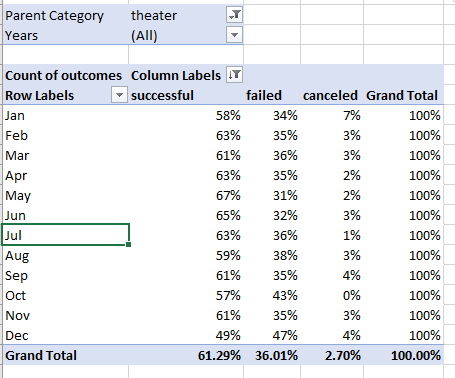 Parent Category theater
Years (All)
Count of outcomes Column Labels
Row Labels successful failed canceled Grand Total
Jan 58% 34% 7% 100%
Feb 63% 35% 3% 100%
Mar 61% 36% 3% 100%
Apr 63% 35% 2% 100%
May 67% 31% 2% 100%
Jun 65% 32% 3% 100%
Jul 63% 36% 1% 100%
Aug 59% 38% 3% 100%
Sep 61% 35% 4% 100%
Oct 57% 43% 0% 100%
Nov 61% 35% 3% 100%
Dec 49% 47% 4% 100%
Grand Total 61.29% 36.01% 2.70% 100.00%